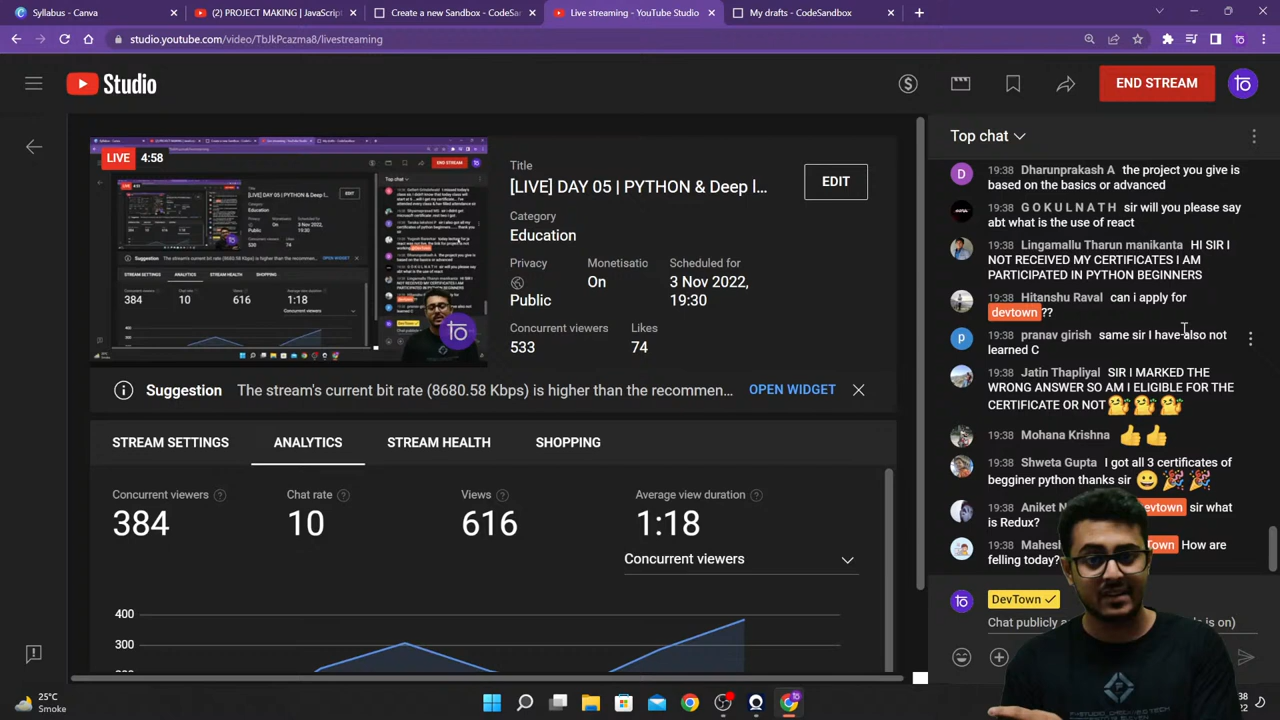 Syllabus - Canva
(2) PROJECT MAKING | JavaScript
Create a new Sandbox - CodeSan
Live streaming - YouTube Studio
My drafts - CodeSandbox
studio.youtube.com/video/TbJkPcazma8/livestreaming
Studio
END STREAM
LIVE 4:58
Title
[LIVE] DAY 05 | PYTHON & Deep l...
EDIT
Category
Education
Privacy
Public
Monetisatic
On
Scheduled for
3 Nov 2022,
19:30
Concurrent viewers
533
Likes
74
Suggestion The stream's current bit rate (8680.58 Kbps) is higher than the recommen... OPEN WIDGET
STREAM SETTINGS
ANALYTICS
STREAM HEALTH
SHOPPING
Concurrent viewers
384
Chat rate
10
Views
616
Average view duration
1:18
Concurrent viewers
400
300
Top chat
19:38 Dharunprakash A the project you give is
based on the basics or advanced
19:38 G O K U L N A T H sir will you please say
abt what is the use of react
19:38 Lingamallu Tharunmanikanta HI SIR I
NOT RECEIVED MY CERTIFICATES I AM
PARTICIPATED IN PYTHON BEGINNERS
19:38 Hitanshu Raval can i apply for
devtown ??
19:38 pranav girish same sir I have also not
learned C
19:38 Jatin Thapliyal SIR I MARKED THE
WRONG ANSWER SO AM I ELIGIBLE FOR THE
CERTIFICATE OR NOT
19:38 Mohana Krishna
19:38 Shweta Gupta I got all 3 certificates of
begginer python thanks sir
19:38 Aniket sir what
is Redux?
19:38 Mahesh Town How are
felling today?
DevTown
Chat publicly is on)
25°C
Smoke